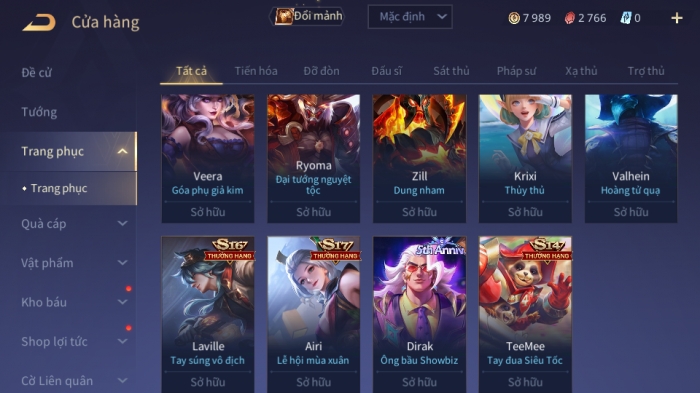 Cửa hàng
Đổi mảnh
Mặc định
7 989
2 766
0
Đề cử
Tướng
Trang phục
Trang phục
Quà cáp
Vật phẩm
Kho báu
Shop lợi tức
Cờ Liên quân
Tất cả
Tiến hóa
Đỡ đòn
Đấu sĩ
Sát thủ
Pháp sư
Xạ thủ
Trợ thủ
Veera
Góa phụ giả kim
Sở hữu
Ryoma
Đại tướng nguyệt
tộc
Sở hữu
Zill
Dung nham
Sở hữu
Krixi
Thủy thủ
Sở hữu
Valhein
Hoàng tử quạ
Sở hữu
S16
THƯỞNG HẠNG
Laville
Tay súng vô địch
Sở hữu
S17
THƯỞNG HẠNG
Airi
Lễ hội mùa xuân
Sở hữu
5th Anniv
Dirak
Ông bầu Showbiz
Sở hữu
S14
THƯỞNG HẠNG
TeeMee
Tay đua Siêu Tốc
Sở hữu